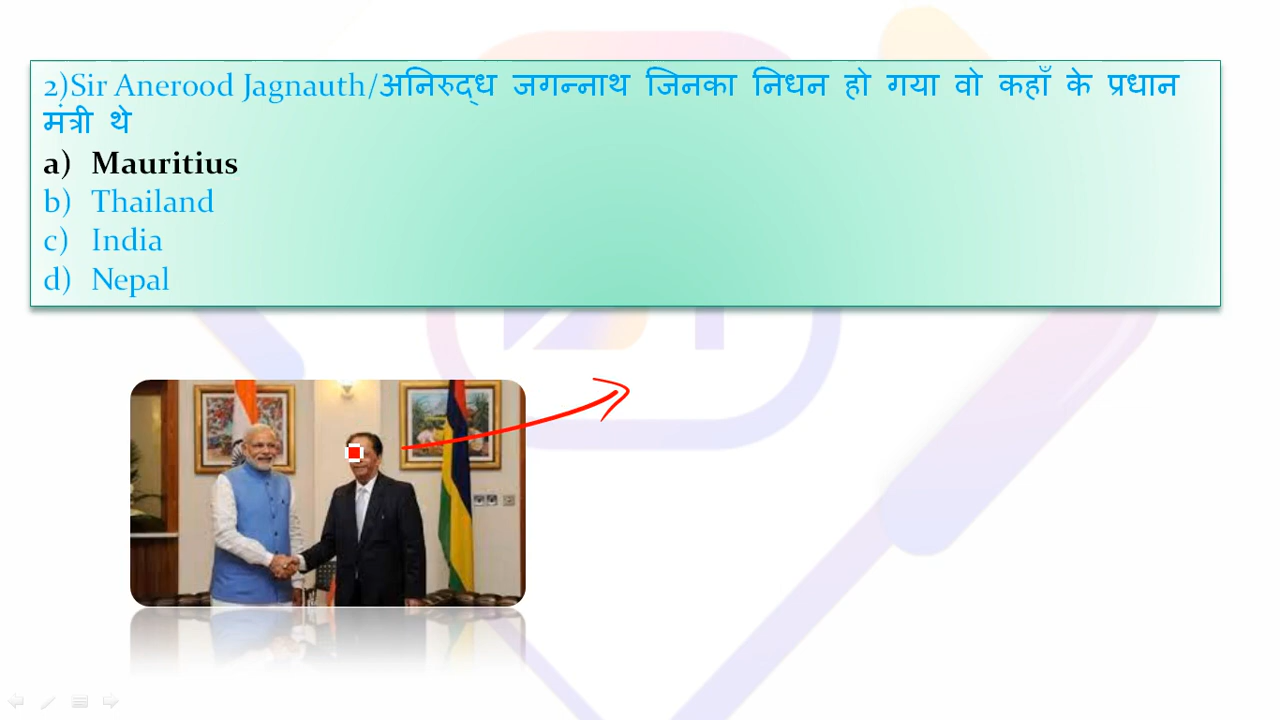 2)Sir Anerood Jagnauth/अनिरुद्ध जगन्नाथ जिनका निधन हो गया वो कहाँ के प्रधान
मंत्री थे
a) Mauritius
b) Thailand
c) India
d) Nepal